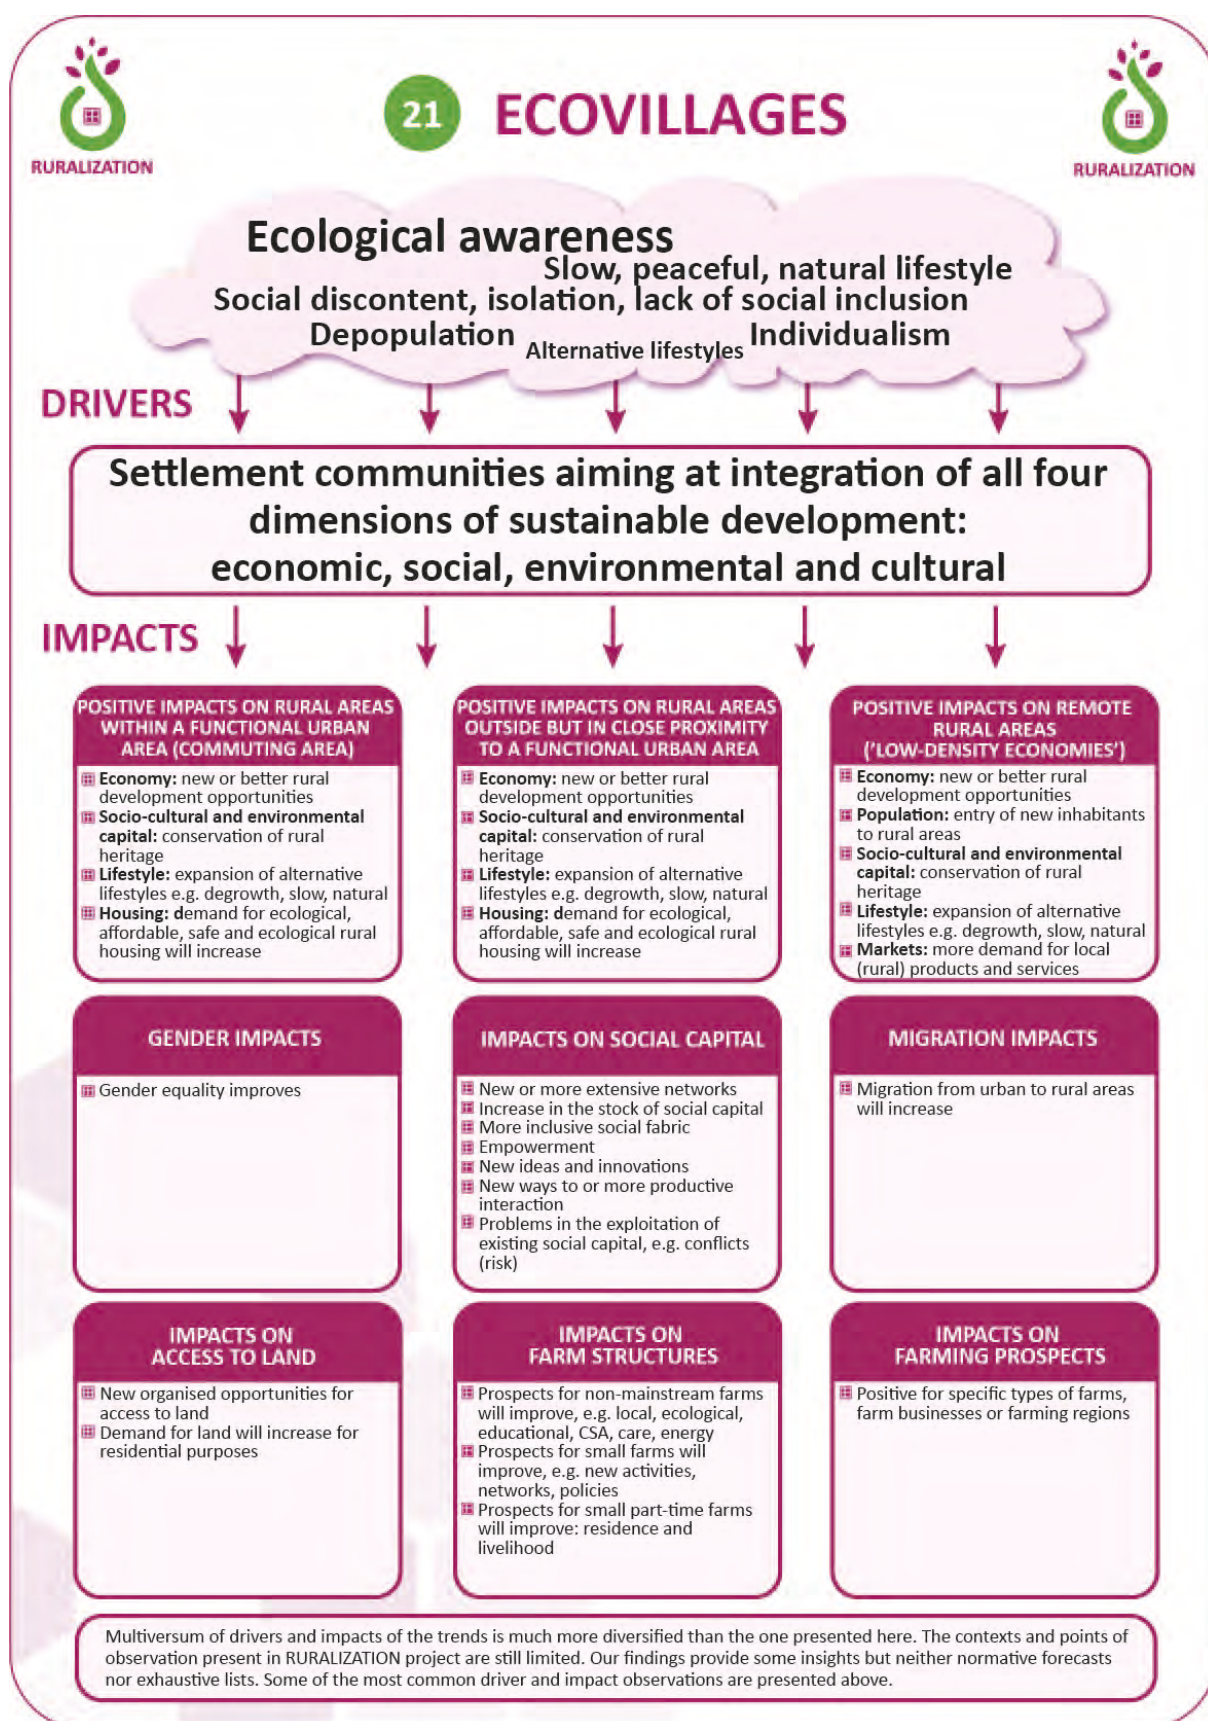 RURALIZATION
21 ECOVILLAGES
RURALIZATION
Ecological awareness
Slow, peaceful, natural lifestyle
Social discontent, isolation, lack of social inclusion
Depopulation
Alternative lifestyles
Individualism
DRIVERS
Settlement communities aiming at integration of all four
dimensions of sustainable development:
economic, social, environmental and cultural
IMPACTS
POSITIVE IMPACTS ON RURAL AREAS
WITHIN A FUNCTIONAL URBAN
AREA (COMMUTING AREA)
Economy: new or better rural
development opportunities
Socio-cultural and environmental
capital: conservation of rural
heritage
Lifestyle: expansion of alternative
lifestyles e.g. degrowth, slow, natural
Housing: demand for ecological,
affordable, safe and ecological rural
housing will increase
POSITIVE IMPACTS ON RURAL AREAS
OUTSIDE BUT IN CLOSE PROXIMITY
TO A FUNCTIONAL URBAN AREA
Economy: new or better rural
development opportunities
Socio-cultural and environmental
capital: conservation of rural
heritage
Lifestyle: expansion of alternative
lifestyles e.g. degrowth, slow, natural
Housing: demand for ecological,
affordable, safe and ecological rural
housing will increase
POSITIVE IMPACTS ON REMOTE
RURAL AREAS
('LOW-DENSITY ECONOMIES')
Economy: new or better rural
development opportunities
Population: entry of new inhabitants
to rural areas
Socio-cultural and environmental
capital: conservation of rural
heritage
Lifestyle: expansion of alternative
lifestyles e.g. degrowth, slow, natural
Markets: more demand for local
(rural) products and services
GENDER IMPACTS
Gender equality improves
IMPACTS ON SOCIAL CAPITAL
New or more extensive networks
Increase in the stock of social capital
More inclusive social fabric
Empowerment
New ideas and innovations
New ways to or more productive
interaction
Problems in the exploitation of
existing social capital, e.g. conflicts
(risk)
MIGRATION IMPACTS
Migration from urban to rural areas
will increase
IMPACTS ON
ACCESS TO LAND
New organised opportunities for
access to land
Demand for land will increase for
residential purposes
IMPACTS ON
FARM STRUCTURES
Prospects for non-mainstream farms
will improve, e.g. local, ecological,
educational, CSA, care, energy
Prospects for small farms will
improve, e.g. new activities,
networks, policies
Prospects for small part-time farms
will improve: residence and
livelihood
IMPACTS ON
FARMING PROSPECTS
Positive for specific types of farms,
farm businesses or farming regions
Multiversum of drivers and impacts of the trends is much more diversified than the one presented here. The contexts and points of
observation present in RURALIZATION project are still limited. Our findings provide some insights but neither normative forecasts
nor exhaustive lists. Some of the most common driver and impact observations are presented above.